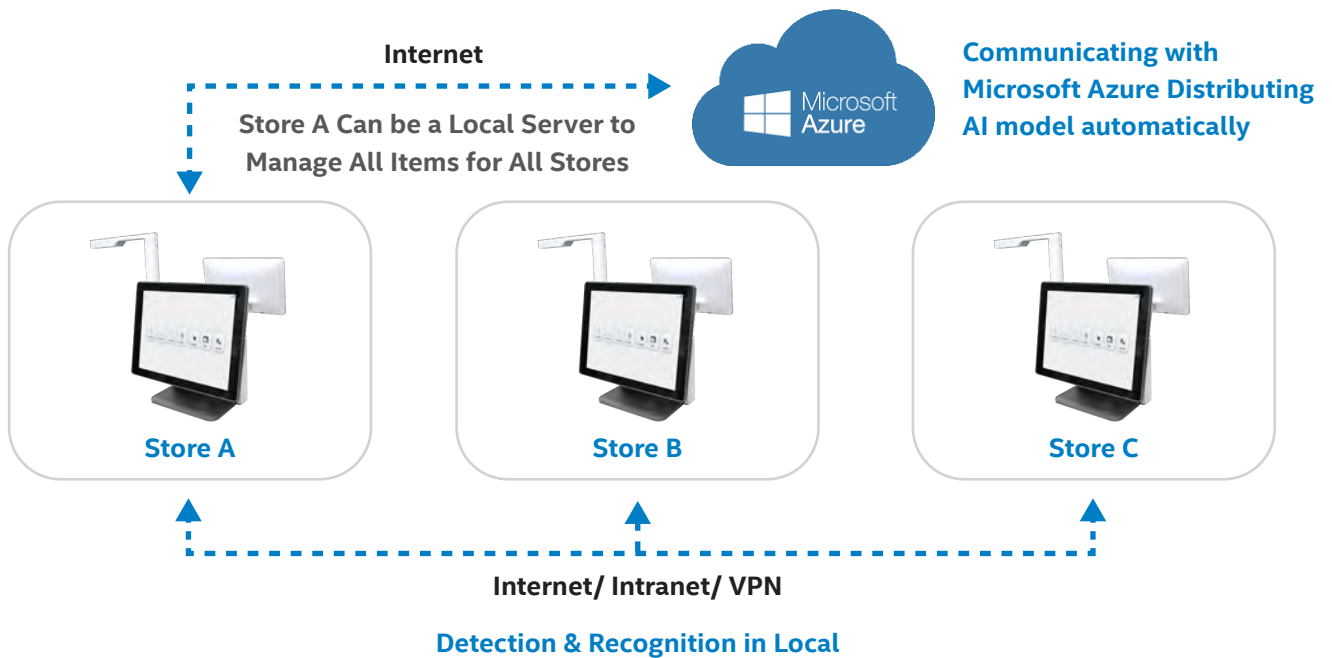 Internet
Store A Can be a Local Server to
Manage All Items for All Stores
Microsoft
Azure
Communicating with
Microsoft Azure Distributing
AI model automatically
Store A
Store B
Store C
Internet/ Intranet/ VPN
Detection & Recognition in Local